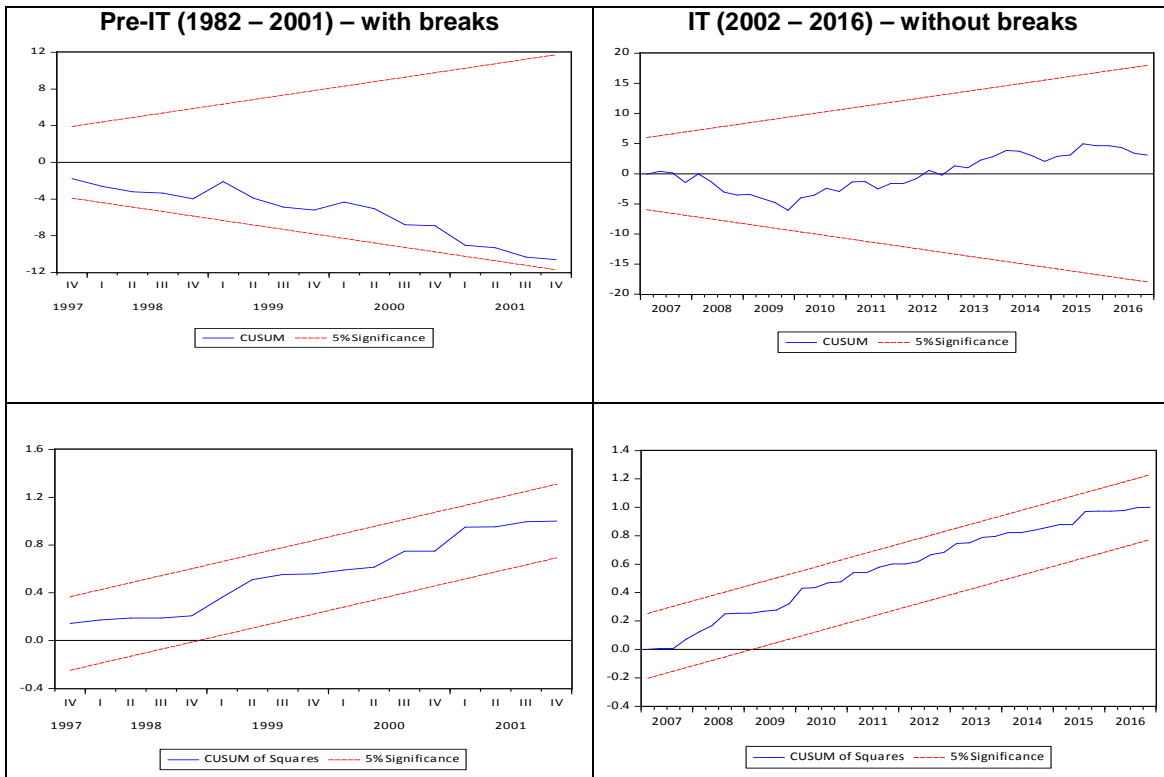 Pre-IT (1982 – 2001) – with breaks
12
8
4
0
-4
-8
-12
IV I II III IV I II III IV I II III IV I II III IV
1997 1998 1999 2000 2001
CUSUM 5% Significance
IT (2002 – 2016) – without breaks
20
15
10
5
0
-5
-10
-15
-20
2007 2008 2009 2010 2011 2012 2013 2014 2015 2016
CUSUM 5% Significance
1.6
1.2
0.8
0.4
0.0
-0.4
IV I II III IV I II III IV I II III IV I II III IV
1997 1998 1999 2000 2001
CUSUM of Squares 5% Significance
1.4
1.2
1.0
0.8
0.6
0.4
0.2
0.0
-0.2
-0.4
2007 2008 2009 2010 2011 2012 2013 2014 2015 2016
CUSUM of Squares 5% Significance